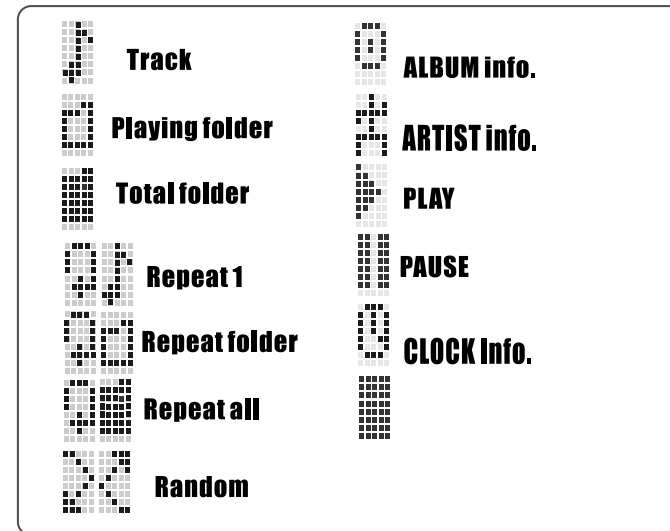 Track
Playing folder
Total folder
Repeat 1
Repeat folder
Repeat all
Random
ALBUM info.
ARTIST info.
PLAY
PAUSE
CLOCK Info.